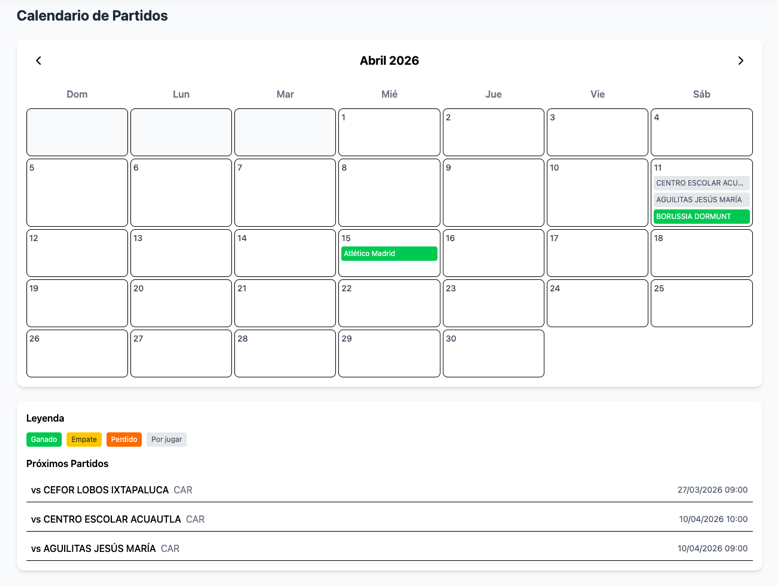 Calendario de Partidos
Abril 2026
Dom Lun Mar Mié Jue Vie Sáb
1 2 3 4
5 6 7 8 9 10 11
CENTRO ESCOLAR ACU...
AGUILITAS JESÚS MARÍA
BORUSSIA DORMUNT
12 13 14 15 16 17 18
Atlético Madrid
19 20 21 22 23 24 25
26 27 28 29 30
Leyenda
Ganado Empate Perdido Por jugar
Próximos Partidos
vs CEFOR LOBOS IXTAPALUCA CAR 27/03/2026 09:00
vs CENTRO ESCOLAR ACUAUTLA CAR 10/04/2026 10:00
vs AGUILITAS JESÚS MARÍA CAR 10/04/2026 09:00